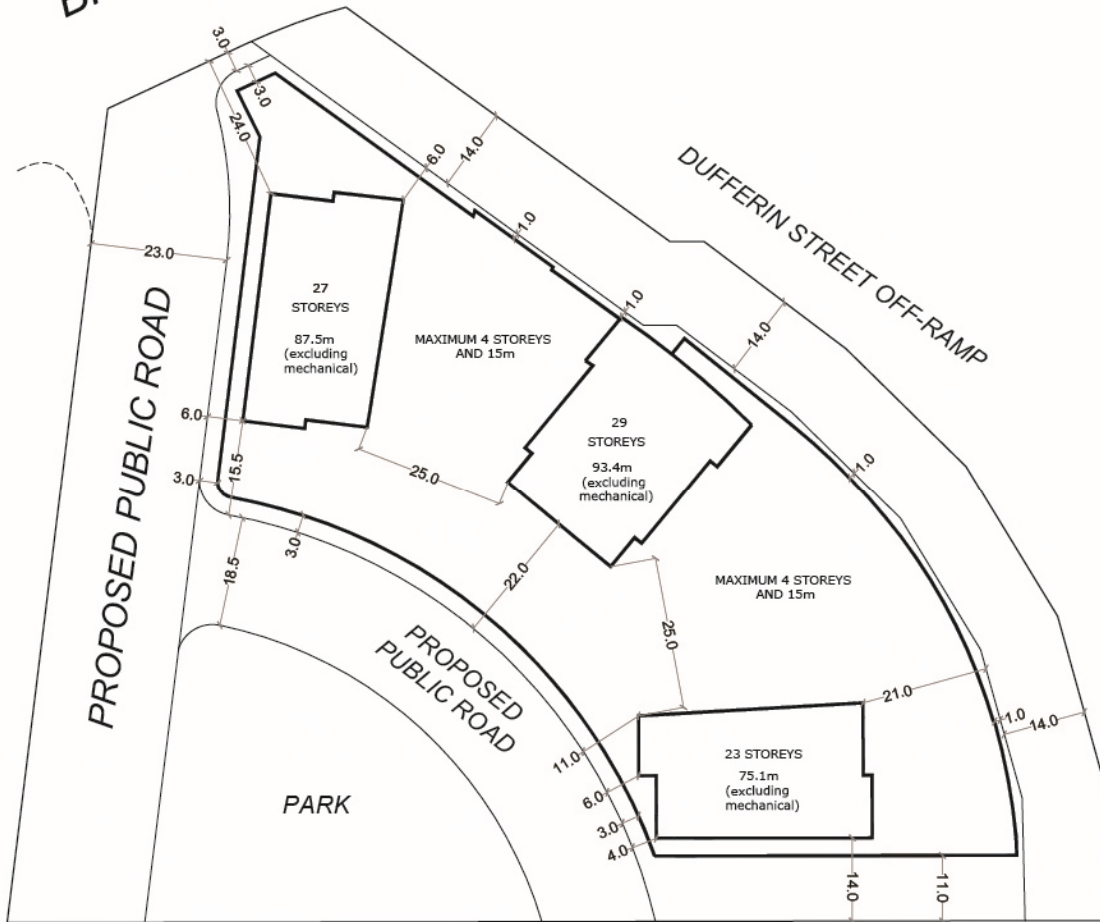 3.0
3.0
24.0
6.0
14.0
DUFFERIN STREET OFF-RAMP
1.0
23.0
27
STOREYS
87.5m
(excluding
mechanical)
MAXIMUM 4 STOREYS
AND 15m
1.0
14.0
PROPOSED PUBLIC ROAD
6.0
15.5
3.0
25.0
29
STOREYS
93.4m
(excluding
mechanical)
1.0
3.0
18.5
22.0
MAXIMUM 4 STOREYS
AND 15m
25.0
PROPOSED
PUBLIC ROAD
21.0
1.0
14.0
11.0
23 STOREYS
75.1m
(excluding
mechanical)
6.0
3.0
4.0
PARK
14.0
11.0